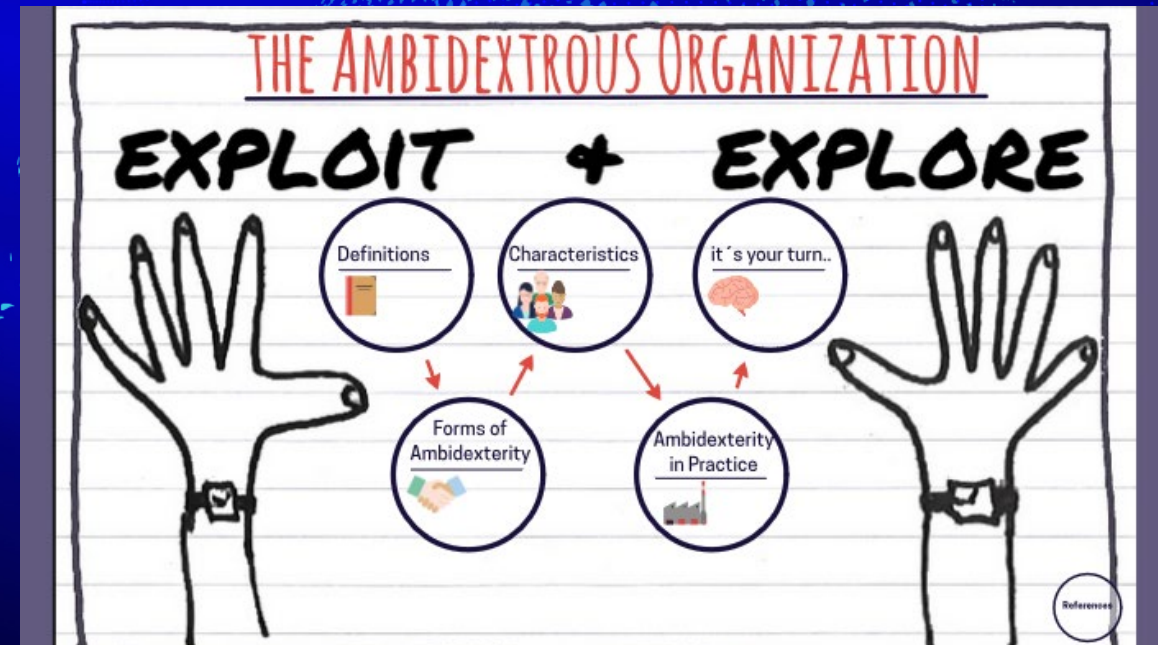 THE AMBIDEXTROUS ORGANIZATION
EXPLOIT & EXPLORE
Definitions
Characteristics
it´s your turn..
Forms of
Ambidexterity
Ambidexterity
in Practice
References